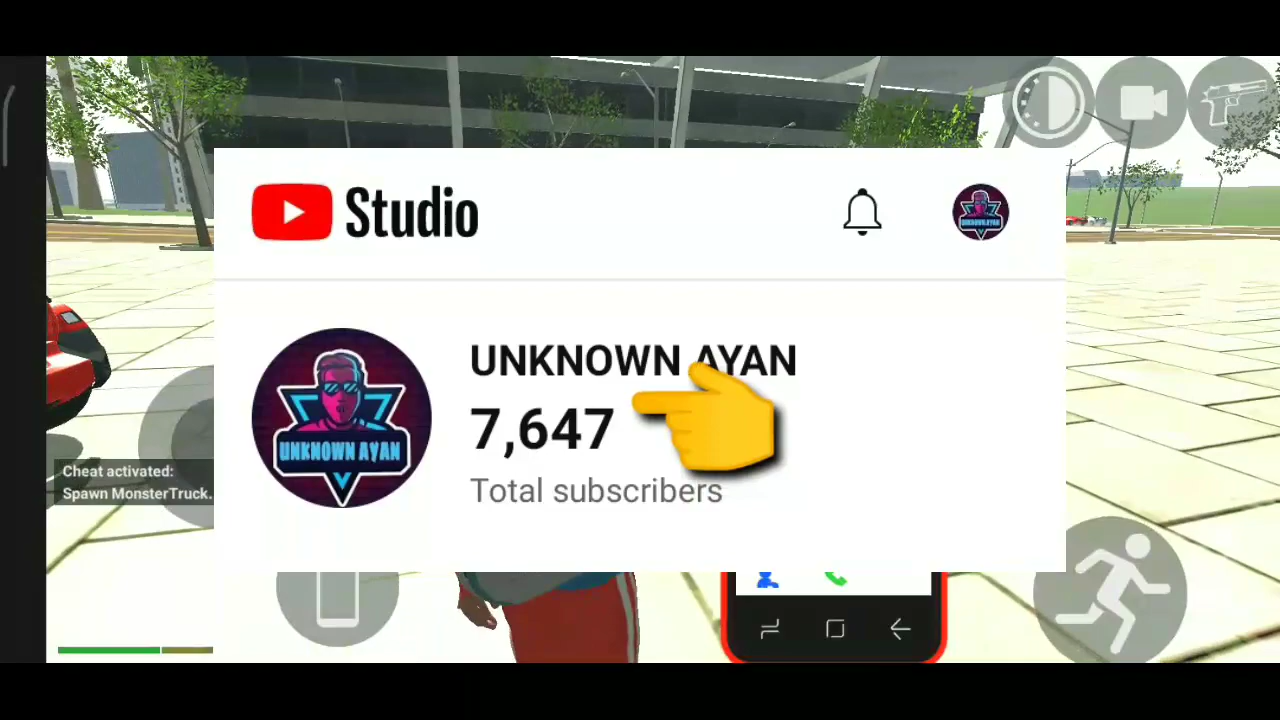 Studio
UNKNOWN AYAN
7,647
Total subscribers
UNKNOWN AYAN
Cheat activated:
Spawn MonsterTruck.